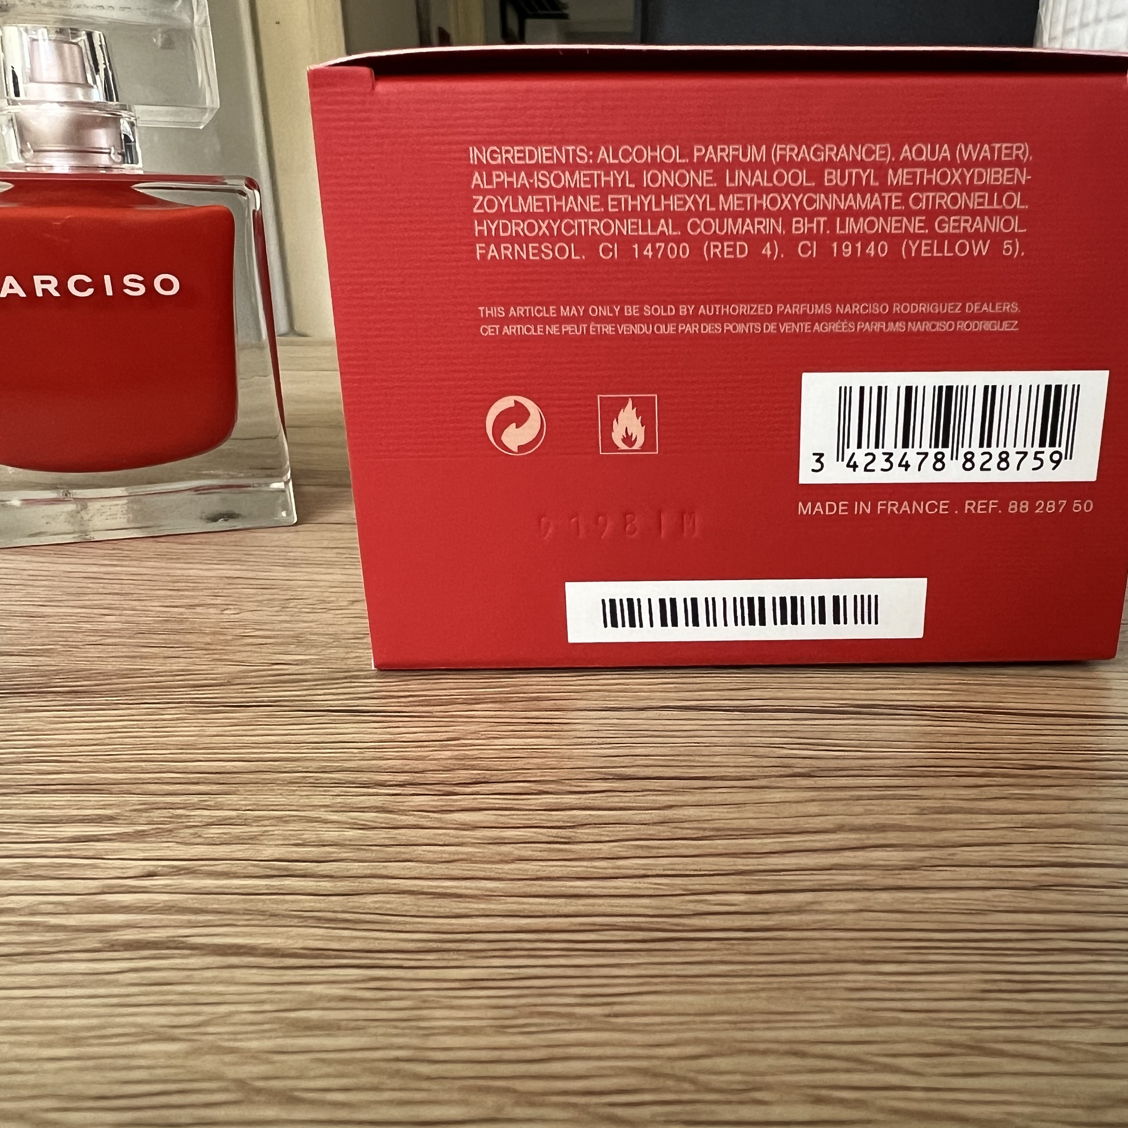 ARCISO
INGREDIENTS: ALCOHOL. PARFUM (FRAGRANCE). AQUA (WATER).
ALPHA-ISOMETHYL IONONE. LINALOOL. BUTYL METHOXYDIBEN-
ZOYLMETHANE. ETHYLHEXYL METHOXYCINNAMATE. CITRONELLOL.
HYDROXYCITRONELLAL. COUMARIN. BHT. LIMONENE. GERANIOL.
FARNESOL. CI 14700 (RED 4). CI 19140 (YELLOW 5).
THIS ARTICLE MAY ONLY BE SOLD BY AUTHORIZED PARFUMS NARCISO RODRIGUEZ DEALERS.
CET ARTICLE NE PEUT ÊTRE VENDU QUE PAR DES POINTS DE VENTE AGRÉÉS PARFUMS NARCISO RODRIGUEZ.
3 423478 828759
MADE IN FRANCE . REF. 88 287 50